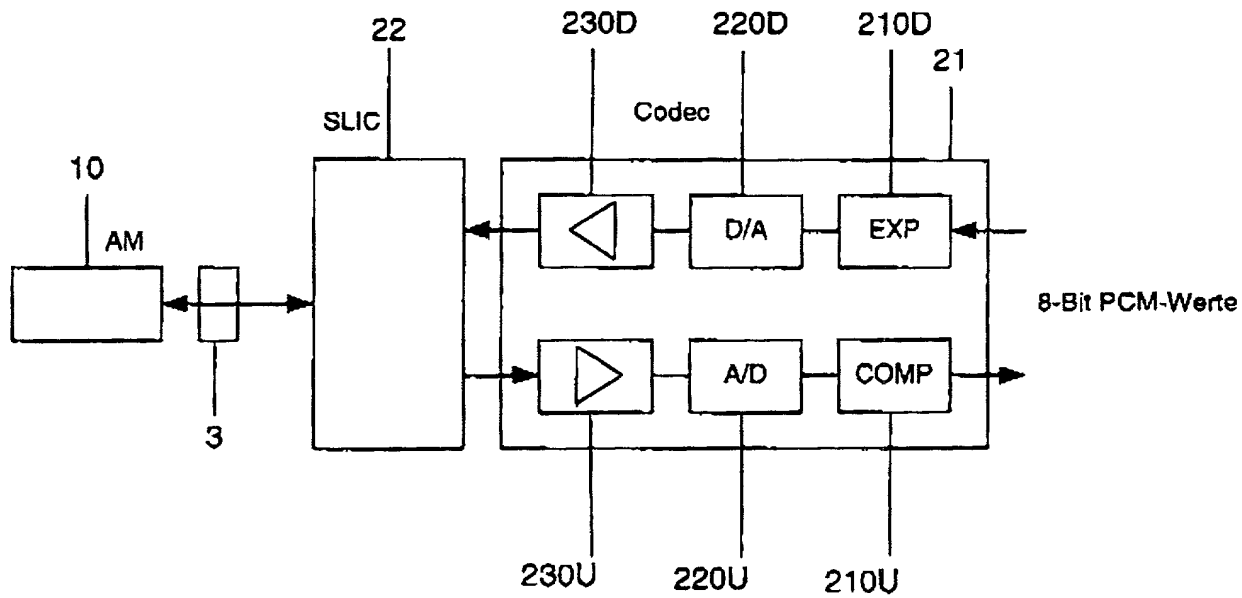 230D 220D 210D
22
21
SLIC
Codec
10
AM
D/A
EXP
8-Bit PCM-Werte
A/D
COMP
3
230U 220U 210U